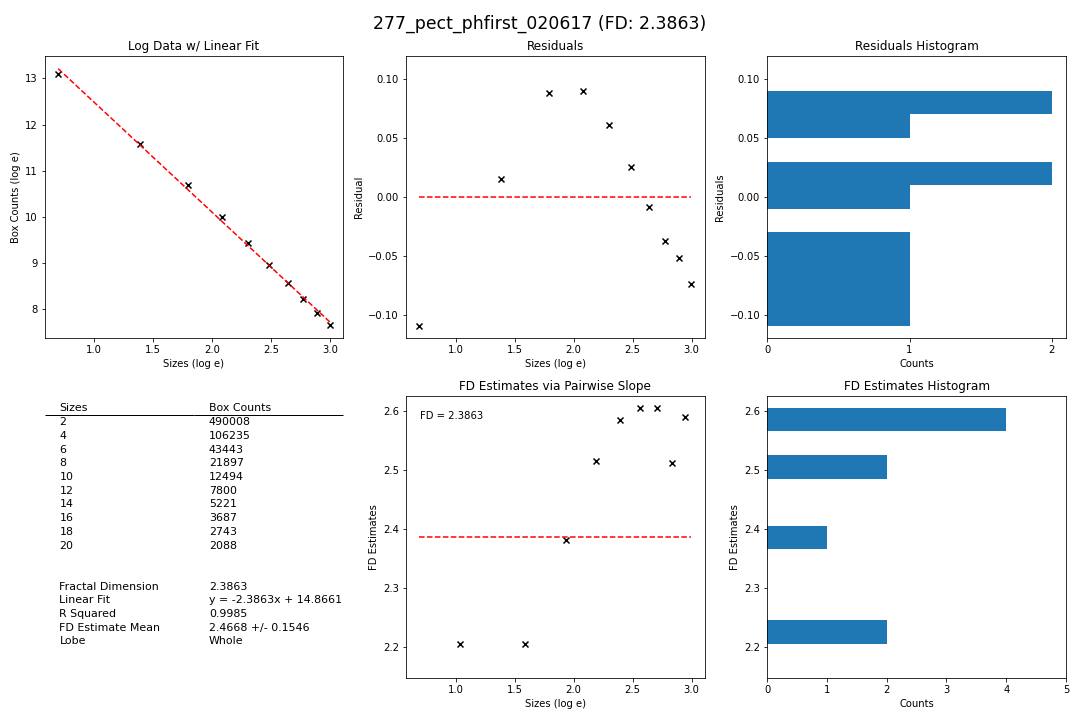 277_pect_phfirst_020617 (FD: 2.3863)
Log Data w/ Linear Fit
Box Counts (log e)
13
12
11
10
9
8
1.0 1.5 2.0 2.5 3.0
Sizes (log e)
Residuals
Residual
0.10
0.05
0.00
−0.05
−0.10
1.0 1.5 2.0 2.5 3.0
Sizes (log e)
Residuals Histogram
Residuals
0.10
0.05
0.00
−0.05
−0.10
0 1 2
Counts
Sizes Box Counts
2 490008
4 106235
6 43443
8 21897
10 12494
12 7800
14 5221
16 3687
18 2743
20 2088
Fractal Dimension 2.3863
Linear Fit y = -2.3863x + 14.8661
R Squared 0.9985
FD Estimate Mean 2.4668 +/- 0.1546
Lobe Whole
FD Estimates via Pairwise Slope
FD Estimates
FD = 2.3863
2.6
2.5
2.4
2.3
2.2
1.0 1.5 2.0 2.5 3.0
Sizes (log e)
FD Estimates Histogram
FD Estimates
2.6
2.5
2.4
2.3
2.2
0 1 2 3 4 5
Counts